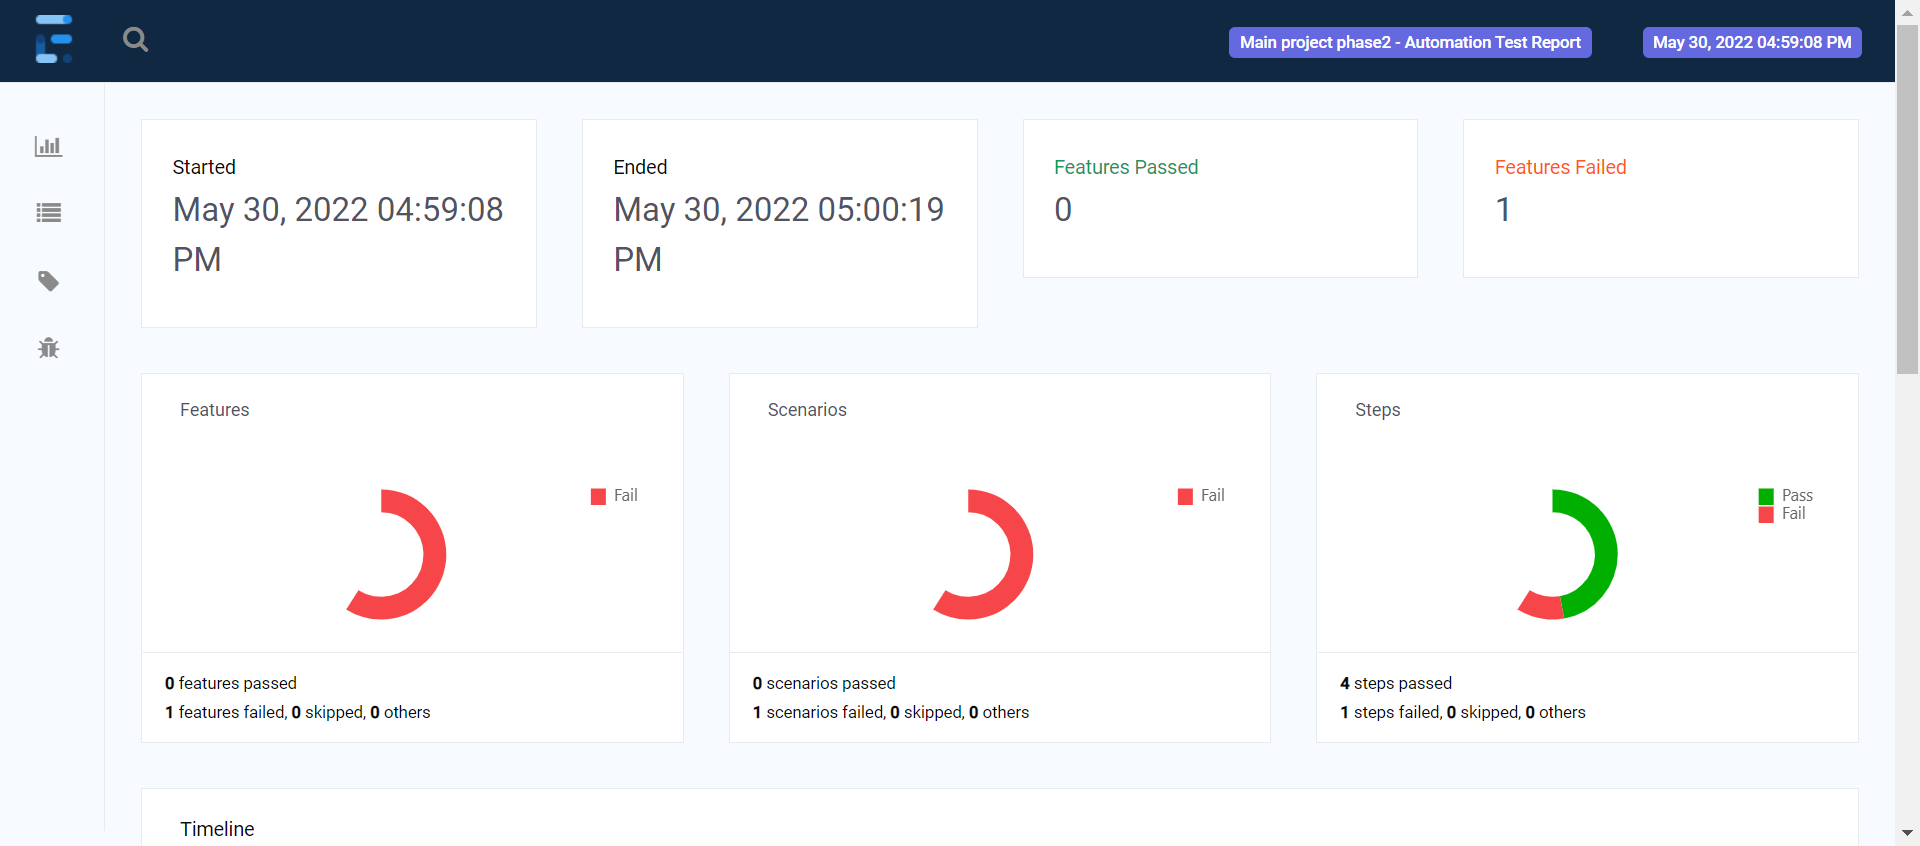 Main project phase2 - Automation Test Report
May 30, 2022 04:59:08 PM
Started
May 30, 2022 04:59:08
PM
Ended
May 30, 2022 05:00:19
PM
Features Passed
0
Features Failed
1
Features
Fail
0 features passed
1 features failed, 0 skipped, 0 others
Scenarios
Fail
0 scenarios passed
1 scenarios failed, 0 skipped, 0 others
Steps
Pass
Fail
4 steps passed
1 steps failed, 0 skipped, 0 others
Timeline